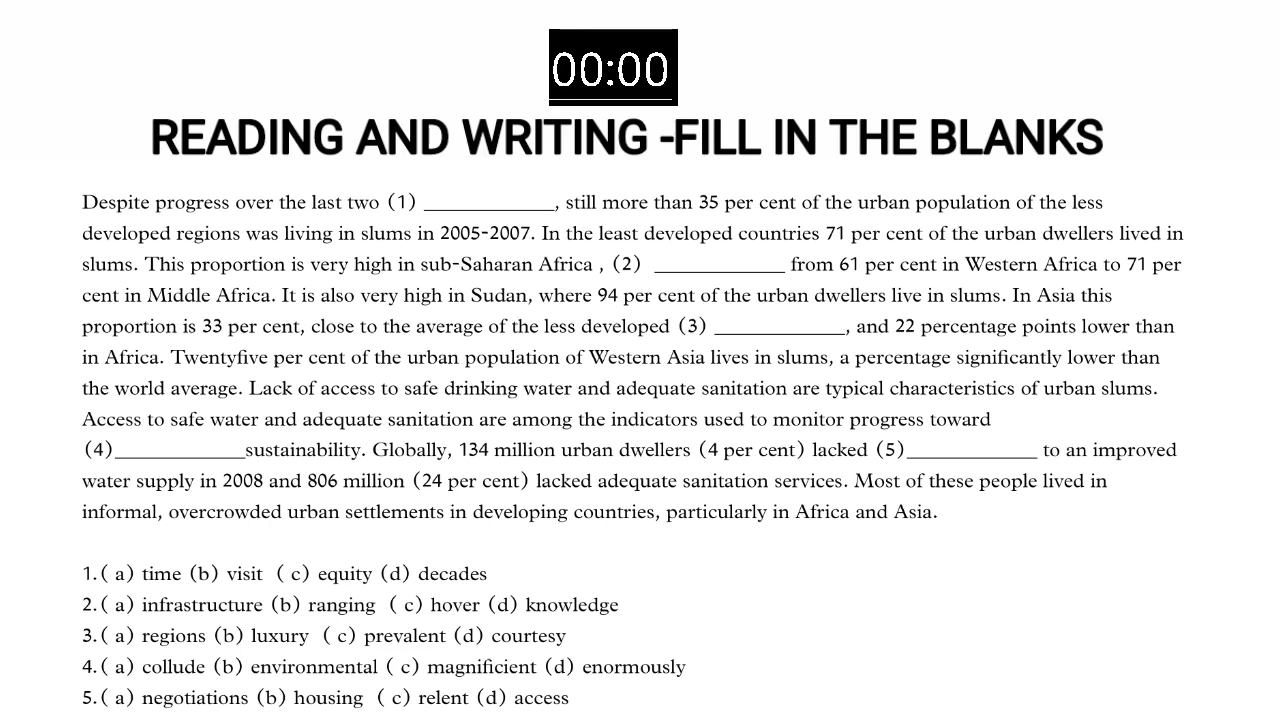 00:00
READING AND WRITING -FILL IN THE BLANKS
Despite progress over the last two (1) _____________, still more than 35 per cent of the urban population of the less
developed regions was living in slums in 2005-2007. In the least developed countries 71 per cent of the urban dwellers lived in
slums. This proportion is very high in sub-Saharan Africa , (2) _____________ from 61 per cent in Western Africa to 71 per
cent in Middle Africa. It is also very high in Sudan, where 94 per cent of the urban dwellers live in slums. In Asia this
proportion is 33 per cent, close to the average of the less developed (3) _____________, and 22 percentage points lower than
in Africa. Twentyfive per cent of the urban population of Western Asia lives in slums, a percentage significantly lower than
the world average. Lack of access to safe drinking water and adequate sanitation are typical characteristics of urban slums.
Access to safe water and adequate sanitation are among the indicators used to monitor progress toward
(4)_____________sustainability. Globally, 134 million urban dwellers (4 per cent) lacked (5)_____________ to an improved
water supply in 2008 and 806 million (24 per cent) lacked adequate sanitation services. Most of these people lived in
informal, overcrowded urban settlements in developing countries, particularly in Africa and Asia.
1.( a) time (b) visit ( c) equity (d) decades
2.( a) infrastructure (b) ranging ( c) hover (d) knowledge
3.( a) regions (b) luxury ( c) prevalent (d) courtesy
4.( a) collude (b) environmental ( c) magnificient (d) enormously
5.( a) negotiations (b) housing ( c) relent (d) access